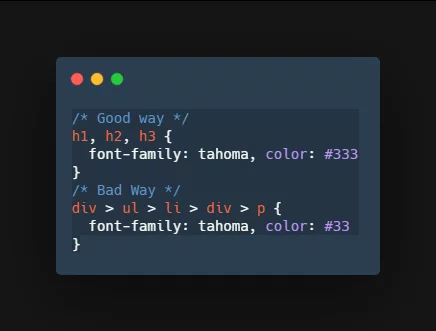 /* Good way */
h1, h2, h3 {
  font-family: tahoma, color: #333
}
/* Bad Way */
div > ul > li > div > p {
  font-family: tahoma, color: #33
}